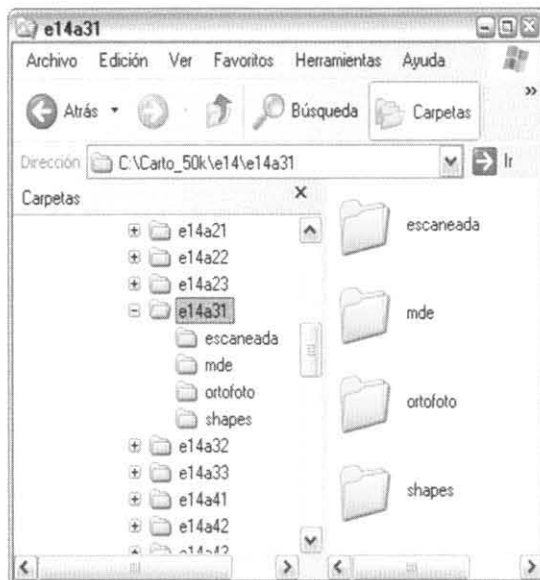 e14a31
Archivo Edición Ver Favoritos Herramientas Ayuda
Atrás Búsqueda Carpetas »
Dirección C:\Carto_50k\e14\e14a31 Ir
Carpetas x
e14a21
e14a22
e14a23
e14a31
escaneada
mde
ortofoto
shapes
e14a32
e14a33
e14a41
e14a42
e14a43
escaneada
mde
ortofoto
shapes